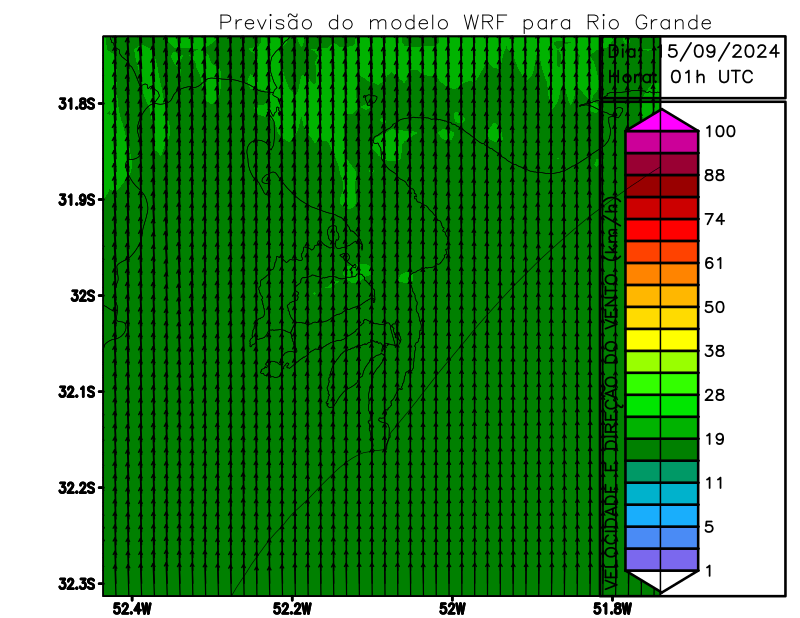 Previsão do modelo WRF para Rio Grande
Dia: 15/09/2024
Hora: 01h UTC
31.8S
31.9S
32S
32.1S
32.2S
32.3S
52.4W
52.2W
52W
51.8W
VELOCIDADE E DIREÇÃO DO VENTO (km/h)
100
88
74
61
50
38
28
19
11
5
1